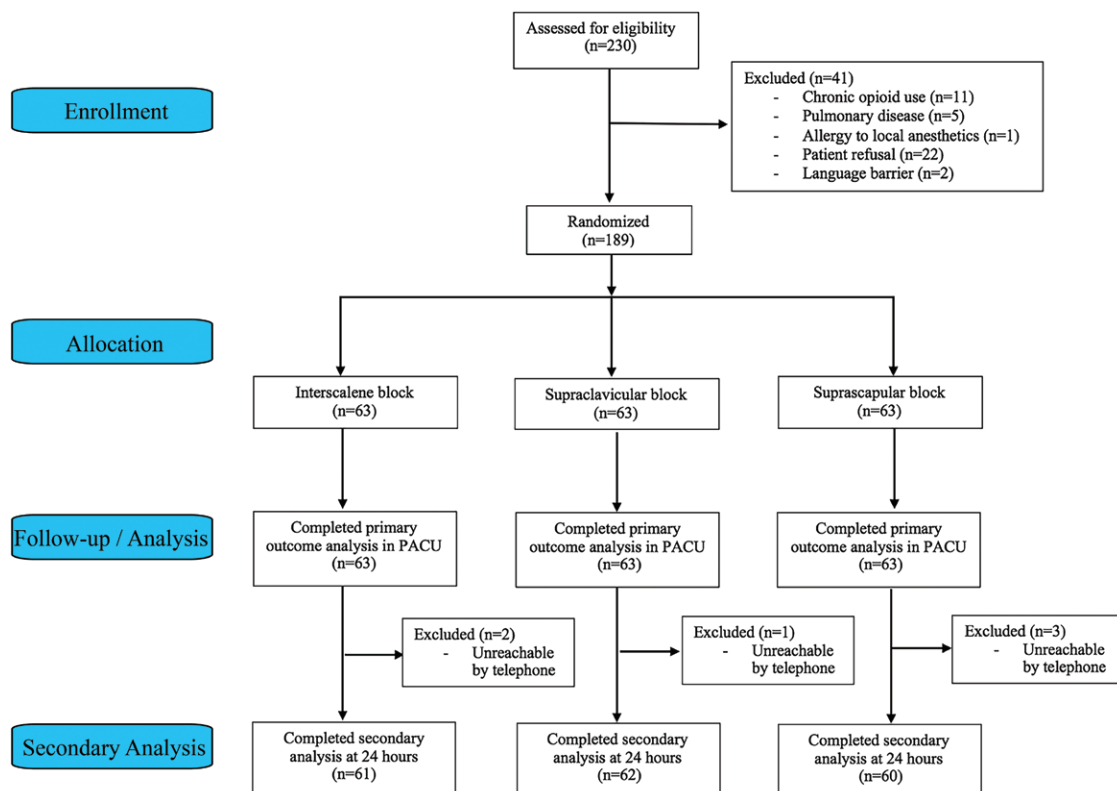 Assessed for eligibility
(n=230)
Enrollment
Excluded (n=41)
- Chronic opioid use (n=11)
- Pulmonary disease (n=5)
- Allergy to local anesthetics (n=1)
- Patient refusal (n=22)
- Language barrier (n=2)
Randomized
(n=189)
Allocation
Interscalene block
(n=63)
Supraclavicular block
(n=63)
Suprascapular block
(n=63)
Follow-up / Analysis
Completed primary
outcome analysis in PACU
(n=63)
Completed primary
outcome analysis in PACU
(n=63)
Completed primary
outcome analysis in PACU
(n=63)
Excluded (n=2)
- Unreachable
by telephone
Excluded (n=1)
- Unreachable
by telephone
Excluded (n=3)
- Unreachable
by telephone
Secondary Analysis
Completed secondary
analysis at 24 hours
(n=61)
Completed secondary
analysis at 24 hours
(n=62)
Completed secondary
analysis at 24 hours
(n=60)